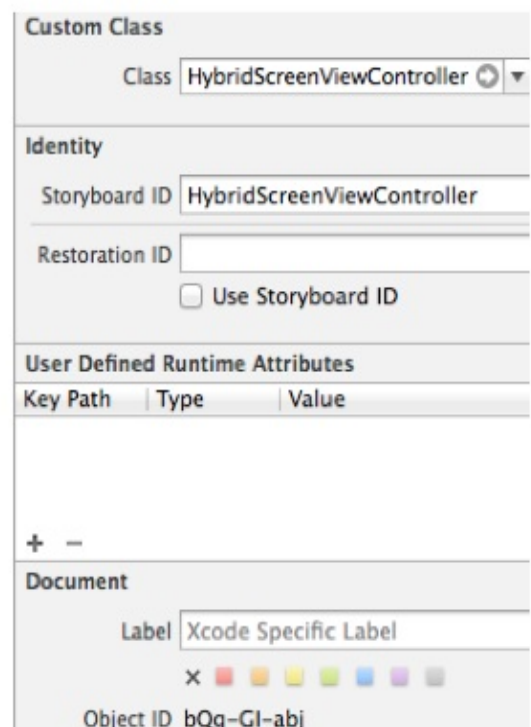 Custom Class
Class HybridScreenViewController
Identity
Storyboard ID HybridScreenViewController
Restoration ID
Use Storyboard ID
User Defined Runtime Attributes
Key Path Type Value
+ −
Document
Label Xcode Specific Label
Object ID bQq-GI-abj